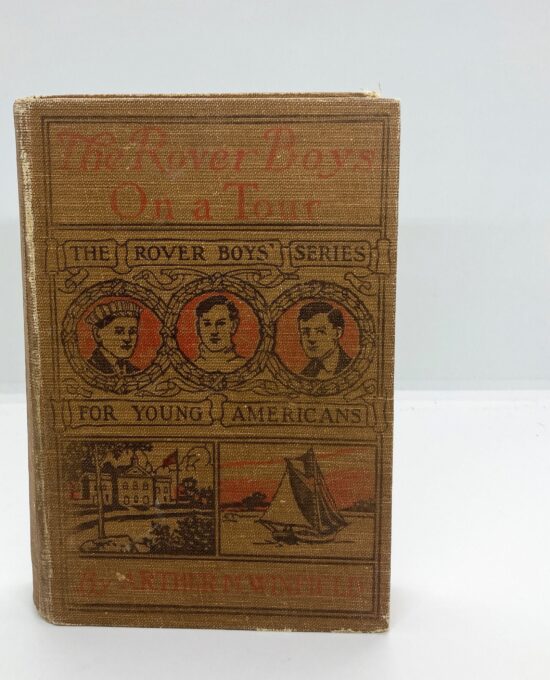 The Rover Boys
On a Tour
THE ROVER BOYS' SERIES
FOR YOUNG AMERICANS
By ARTHUR M. WINFIELD